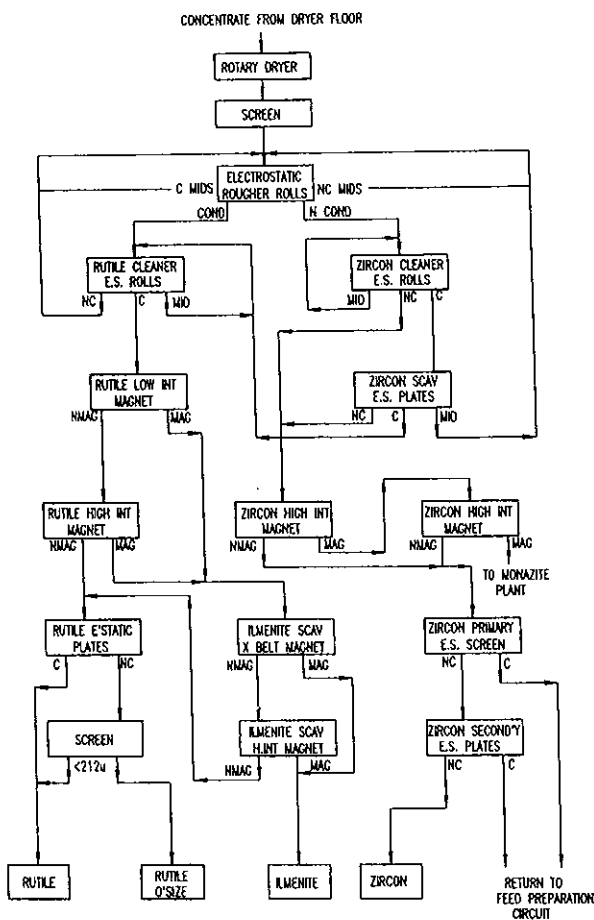 CONCENTRATE FROM DRYER FLOOR
ROTARY DRYER
SCREEN
C MIDS
ELECTROSTATIC
ROUGHER ROLLS
NC MIDS
COND
N COND
RUTILE CLEANER
E.S. ROLLS
NC
C
MID
ZIRCON CLEANER
E.S. ROLLS
MID
NC
C
RUTILE LOW INT
MAGNET
NMAG
MAG
ZIRCON SCAV
E.S. PLATES
NC
C
MID
RUTILE HIGH INT
MAGNET
NMAG
MAG
ZIRCON HIGH INT
MAGNET
NMAG
MAG
ZIRCON HIGH INT
MAGNET
NMAG
MAG
TO MONAZITE
PLANT
RUTILE E'STATIC
PLATES
C
NC
ILMENITE SCAV
X BELT MAGNET
NMAG
MAG
ZIRCON PRIMARY
E.S. SCREEN
NC
C
SCREEN
<212u
ILMENITE SCAV
H.INT MAGNET
NMAG
MAG
ZIRCON SECOND'Y
E.S. PLATES
NC
C
RUTILE
RUTILE
O'SIZE
ILMENITE
ZIRCON
RETURN TO
FEED PREPARATION
CIRCUIT